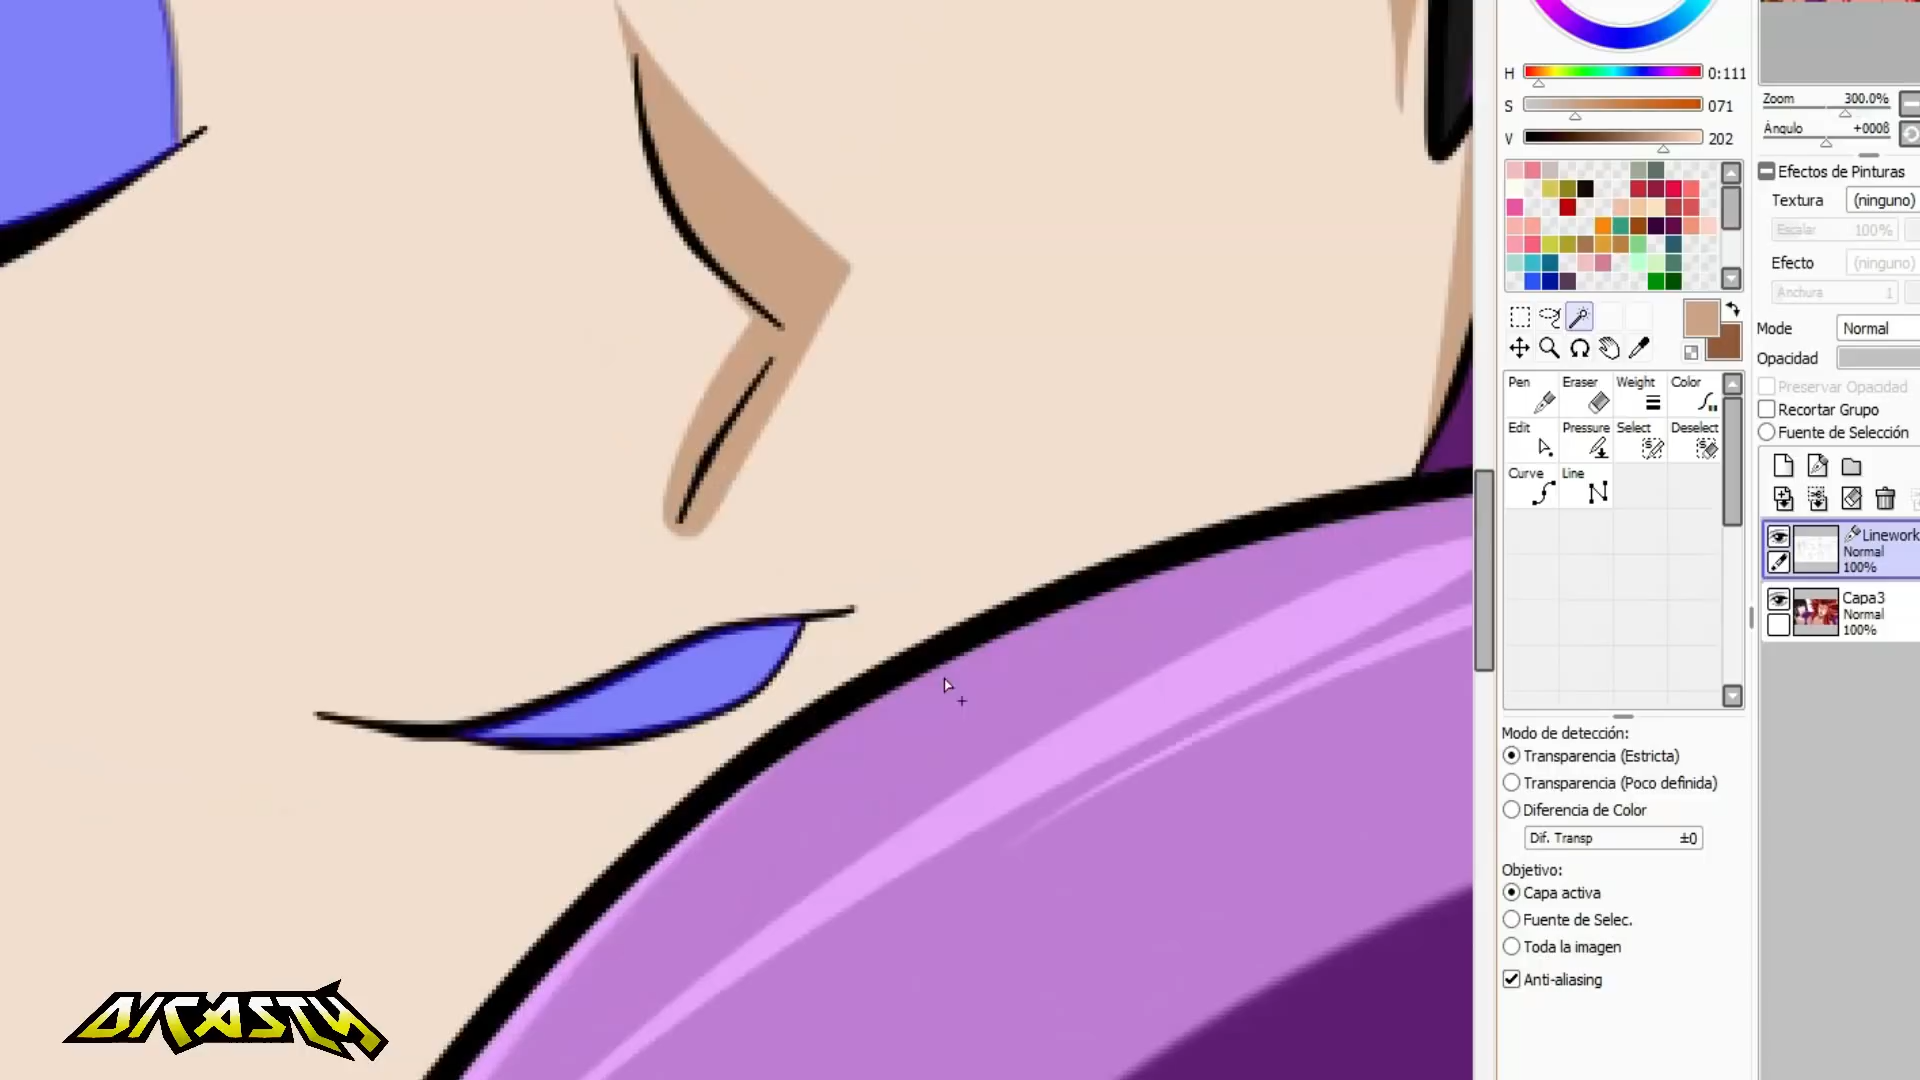 H 0:111
S 071
V 202
Pen Eraser Weight Color
Edit Pressure Select Deselect
Curve Line
Modo de detección:
Transparencia (Estricta)
Transparencia (Poco definida)
Diferencia de Color
Dif. Transp ±0
Objetivo:
Capa activa
Fuente de Selec.
Toda la imagen
Anti-aliasing
Zoom 300.0%
Ángulo +000ß
Efectos de Pinturas
Textura (ninguno)
Escalar 100%
Efecto (ninguno)
Anchura 1
Mode Normal
Opacidad
Preservar Opacidad
Recortar Grupo
Fuente de Selección
Linework
Normal
100%
Capa3
Normal
100%
DICASTY